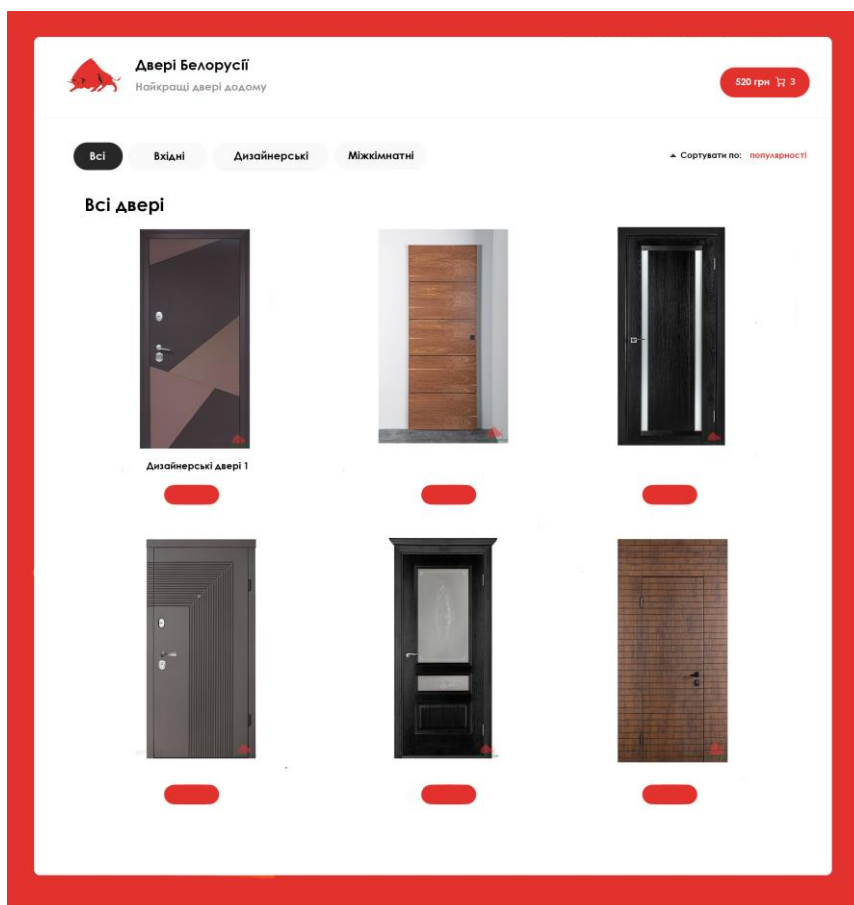 Двері Белорусії
Найкращі двері додому
520 грн 3
Всі
Вхідні
Дизайнерські
Міжкімнатні
Сортувати по: популярності
Всі двері
Дизайнерські двері 1